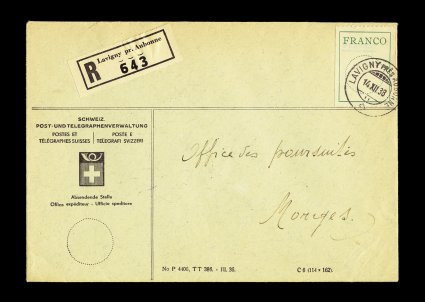 Lavigny pr. Aubonne
R
643
FRANCO
LAVIGNY PRÈS AUBONNE
14.XII.38
SCHWEIZ.
POST- UND TELEGRAPHENVERWALTUNG
POSTES ET TÉLÉGRAPHES SUISSES
POSTE E TELEGRAFI SVIZZERI
Absendende Stelle
Office expéditeur - Ufficio speditore
Office des poursuites
Morges.
No P 4400, TT 386. - III. 38.
C 6 (114 × 162)